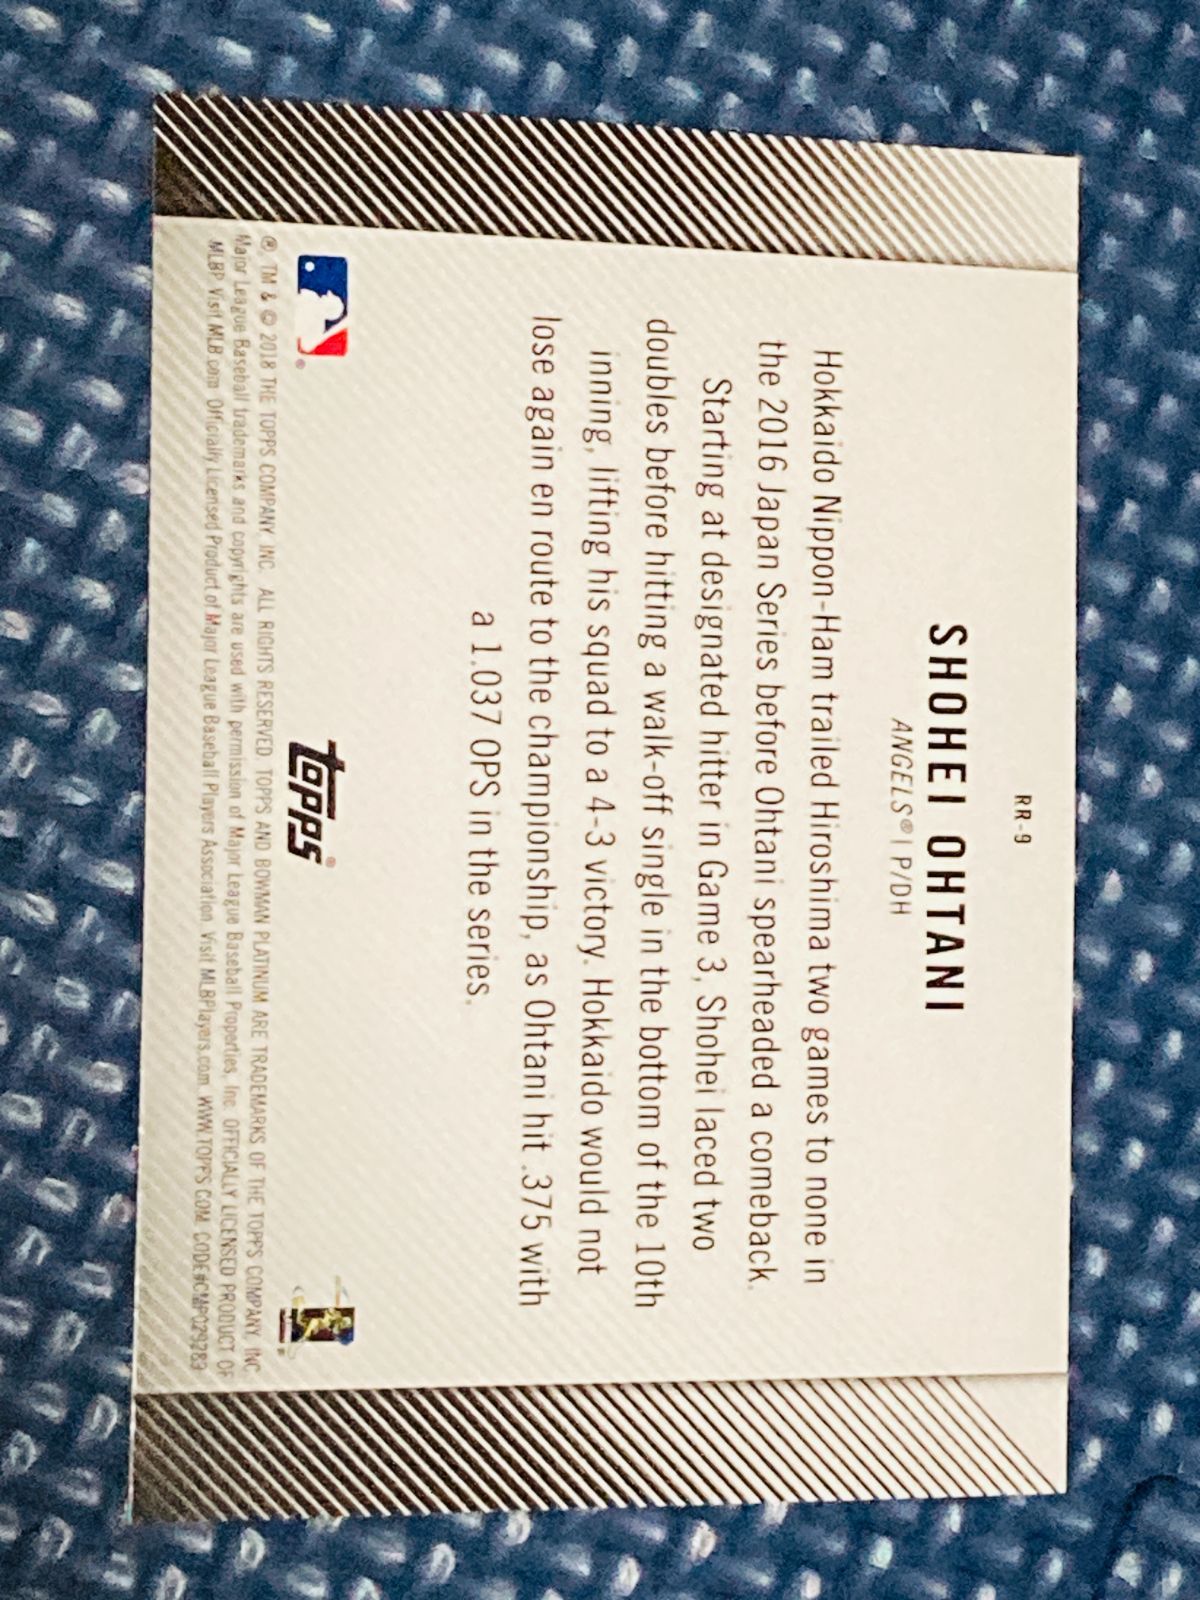 RR-9
SHOHEI OHTANI
ANGELS® | P/DH
Hokkaido Nippon-Ham trailed Hiroshima two games to none in
the 2016 Japan Series before Ohtani spearheaded a comeback.
Starting at designated hitter in Game 3, Shohei laced two
doubles before hitting a walk-off single in the bottom of the 10th
inning, lifting his squad to a 4-3 victory. Hokkaido would not
lose again en route to the championship, as Ohtani hit .375 with
a 1.037 OPS in the series.
topps®
®, TM & © 2018 THE TOPPS COMPANY, INC. ALL RIGHTS RESERVED. TOPPS AND BOWMAN PLATINUM ARE TRADEMARKS OF THE TOPPS COMPANY, INC.
Major League Baseball trademarks and copyrights are used with permission of Major League Baseball Properties, Inc. OFFICIALLY LICENSED PRODUCT OF
MLBP. Visit MLB.com. Officially Licensed Product of Major League Baseball Players Association. Visit MLBPlayers.com. WWW.TOPPS.COM. CODE#CMP029283